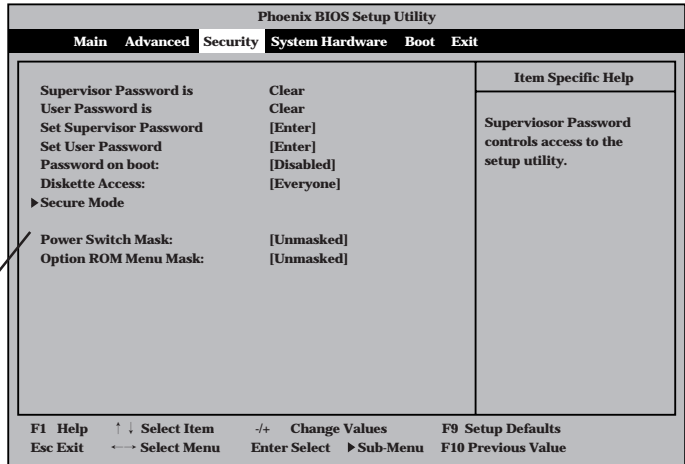 Phoenix BIOS Setup Utility
Main Advanced Security System Hardware Boot Exit
Item Specific Help
Supervisor Password is Clear
User Password is Clear
Set Supervisor Password [Enter]
Set User Password [Enter]
Password on boot: [Disabled]
Diskette Access: [Everyone]
▶Secure Mode
Power Switch Mask: [Unmasked]
Option ROM Menu Mask: [Unmasked]
Superviosor Password
controls access to the
setup utility.
F1 Help ↑↓ Select Item -/+ Change Values F9 Setup Defaults
Esc Exit ←→ Select Menu Enter Select ▶Sub-Menu F10 Previous Value